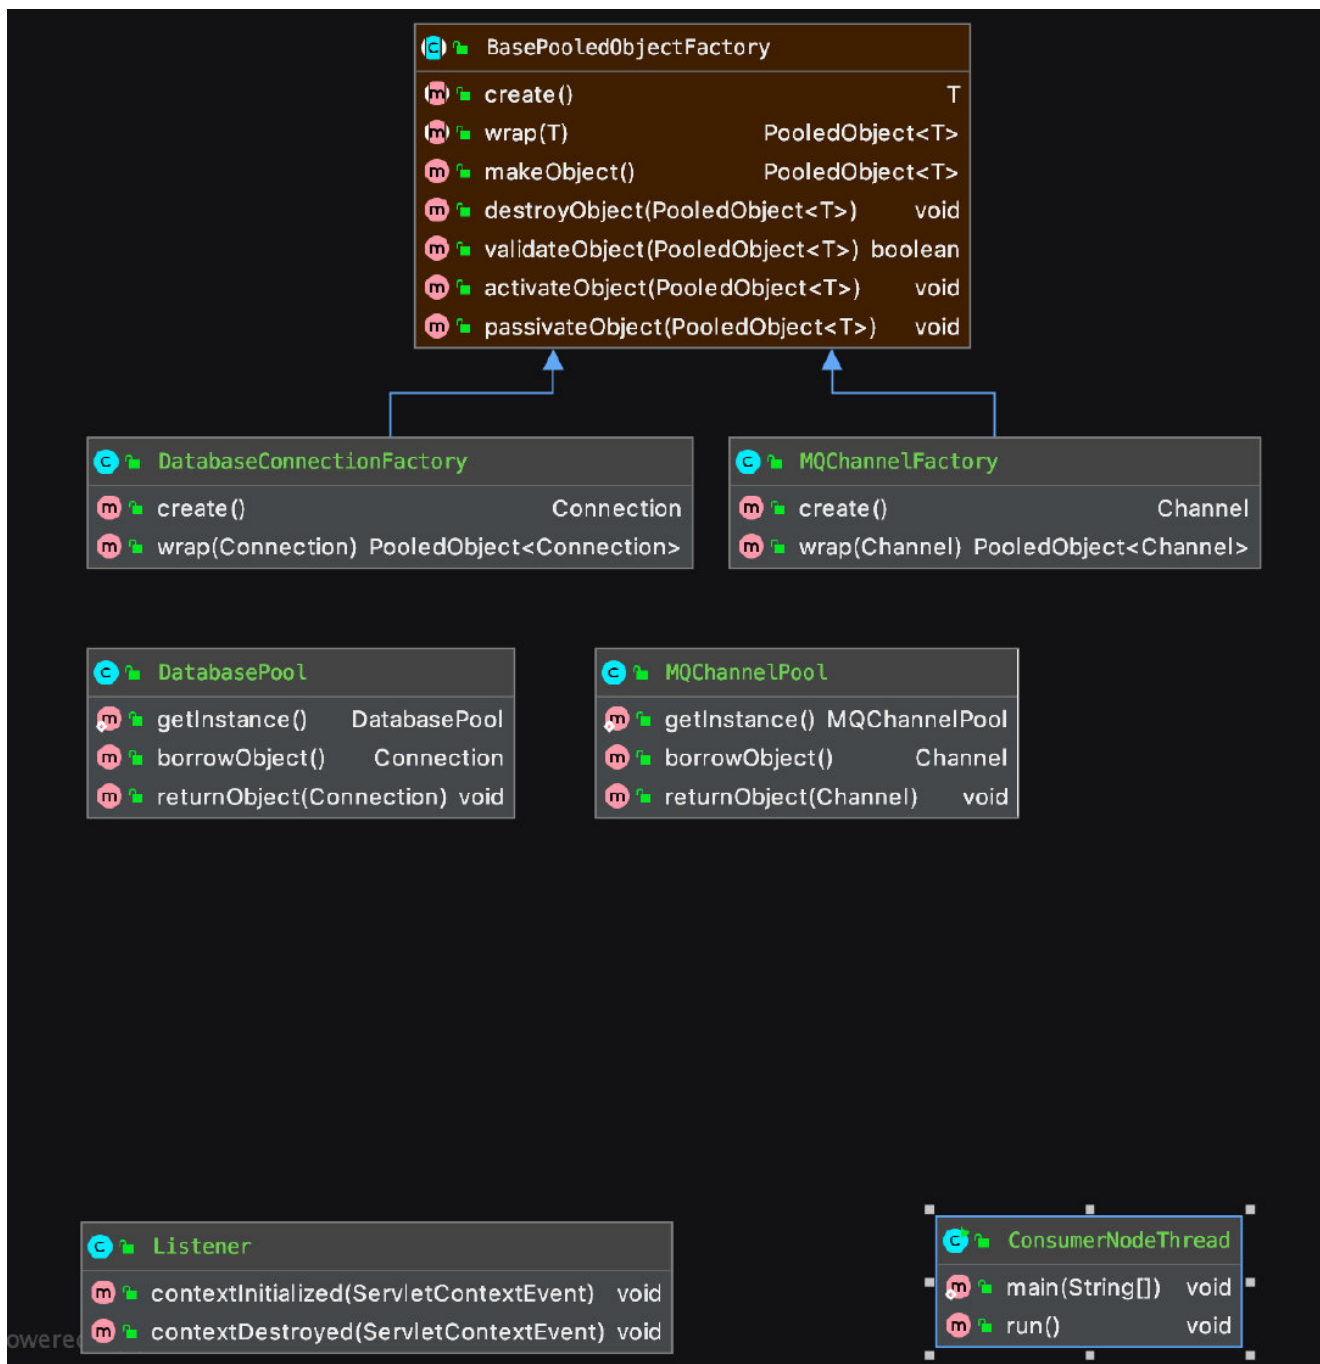 BasePooledObjectFactory
create() T
wrap(T) PooledObject<T>
makeObject() PooledObject<T>
destroyObject(PooledObject<T>) void
validateObject(PooledObject<T>) boolean
activateObject(PooledObject<T>) void
passivateObject(PooledObject<T>) void
DatabaseConnectionFactory
create() Connection
wrap(Connection) PooledObject<Connection>
MQChannelFactory
create() Channel
wrap(Channel) PooledObject<Channel>
DatabasePool
getInstance() DatabasePool
borrowObject() Connection
returnObject(Connection) void
MQChannelPool
getInstance() MQChannelPool
borrowObject() Channel
returnObject(Channel) void
Listener
contextInitialized(ServletContextEvent) void
contextDestroyed(ServletContextEvent) void
ConsumerNodeThread
main(String[]) void
run() void